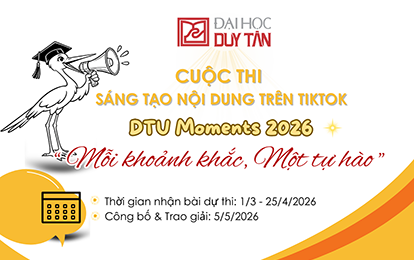 ĐẠI HỌC
DUY TÂN
CUỘC THI
SÁNG TẠO NỘI DUNG TRÊN TIKTOK
DTU Moments 2026
“Mỗi khoảnh khắc, Một tự hào”
Thời gian nhận bài dự thi: 1/3 - 25/4/2026
Công bố & Trao giải: 5/5/2026